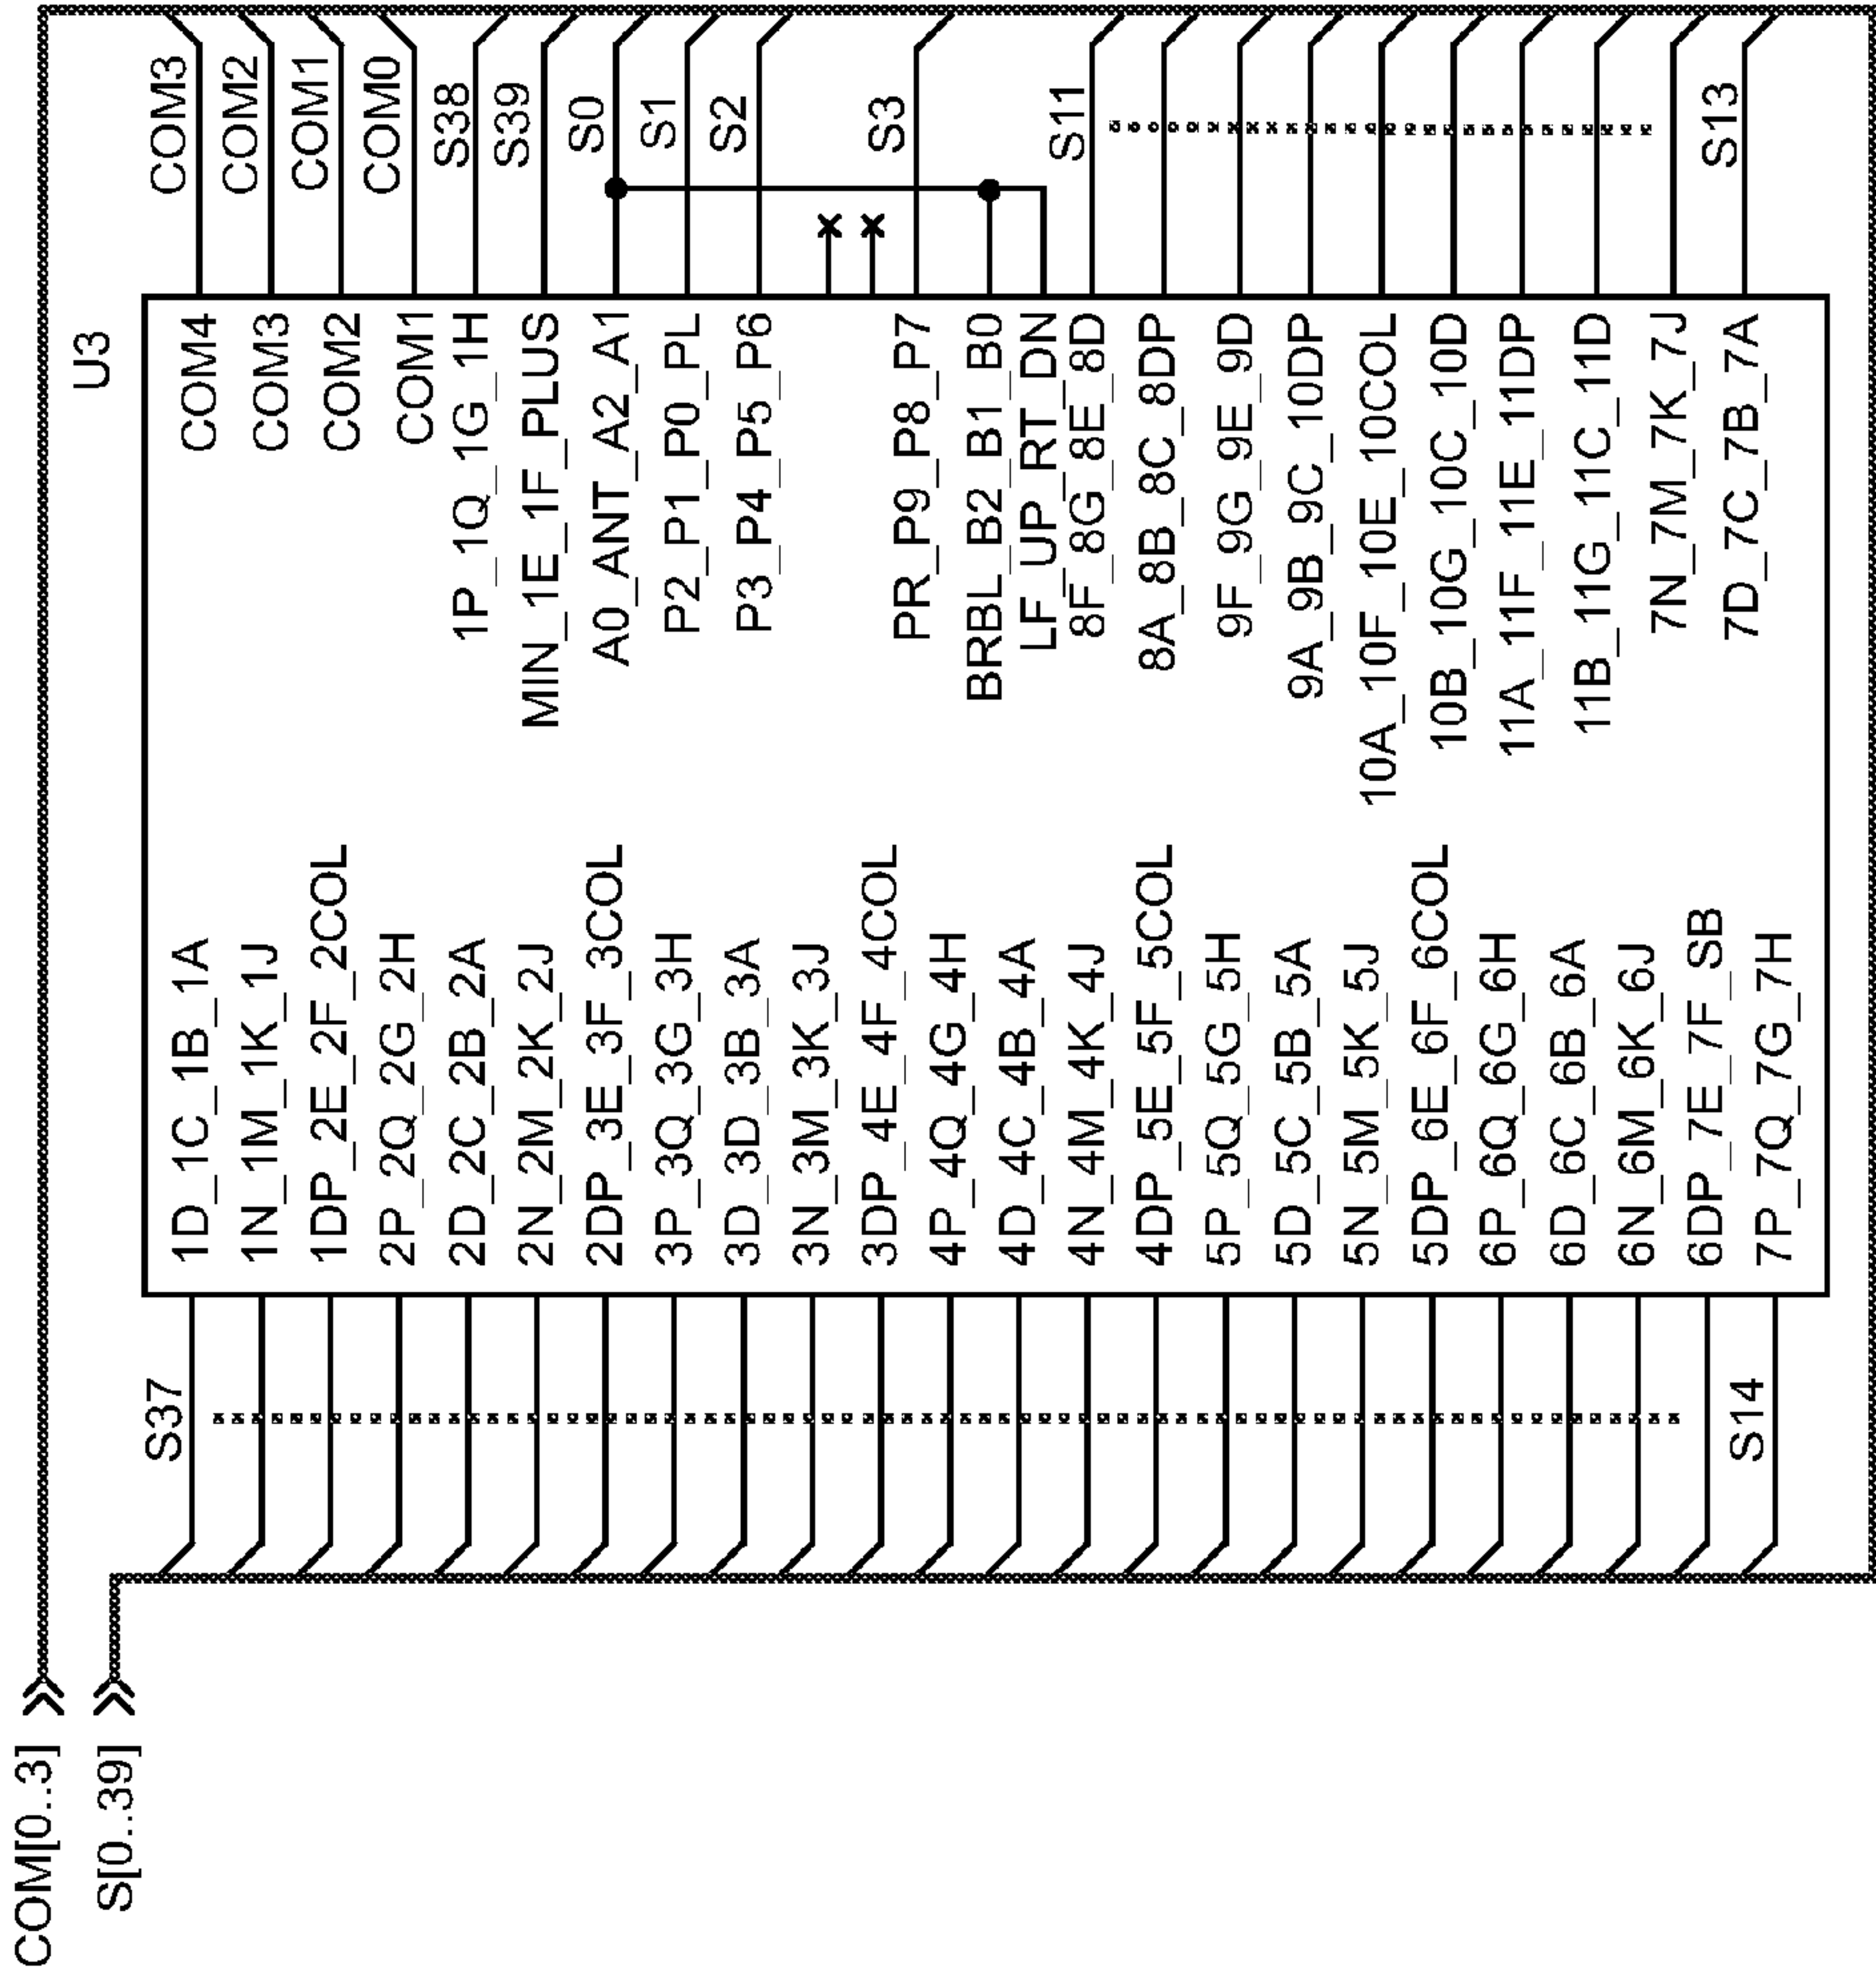 COM[0..3]
S[0..39]
U3
COM3
COM2
COM1
COM0
S38
S39
S0
S1
S2
S3
S11
S13
COM4
COM3
COM2
COM1
1P_1Q_1G_1H
MIN_1E_1F_PLUS
A0_ANT_A2_A1
P2_P1_P0_PL
P3_P4_P5_P6
PR_P9_P8_P7
BRBL_B2_B1_B0
LF_UP_RT_DN
8F_8G_8E_8D
8A_8B_8C_8DP
9F_9G_9E_9D
9A_9B_9C_10DP
10A_10F_10E_10COL
10B_10G_10C_10D
11A_11F_11E_11DP
11B_11G_11C_11D
7N_7M_7K_7J
7D_7C_7B_7A
1D_1C_1B_1A
1N_1M_1K_1J
1DP_2E_2F_2COL
2P_2Q_2G_2H
2D_2C_2B_2A
2N_2M_2K_2J
2DP_3E_3F_3COL
3P_3Q_3G_3H
3D_3D_3B_3A
3N_3M_3K_3J
3DP_4E_4F_4COL
4P_4Q_4G_4H
4D_4C_4B_4A
4N_4M_4K_4J
4DP_5E_5F_5COL
5P_5Q_5G_5H
5D_5C_5B_5A
5N_5M_5K_5J
5DP_6E_6F_6COL
6P_6Q_6G_6H
6D_6C_6B_6A
6N_6M_6K_6J
6DP_7E_7F_SB
7P_7Q_7G_7H
S37
S14